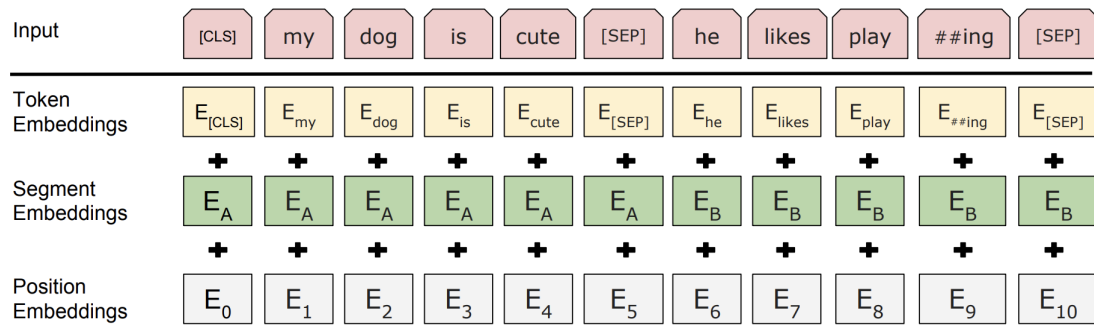 Input [CLS] my dog is cute [SEP] he likes play ##ing [SEP]
Token Embeddings E[CLS] Emy Edog Eis Ecute E[SEP] Ehe Elikes Eplay E##ing E[SEP]
+ + + + + + + + + + +
Segment Embeddings EA EA EA EA EA EA EB EB EB EB EB
+ + + + + + + + + + +
Position Embeddings E0 E1 E2 E3 E4 E5 E6 E7 E8 E9 E10